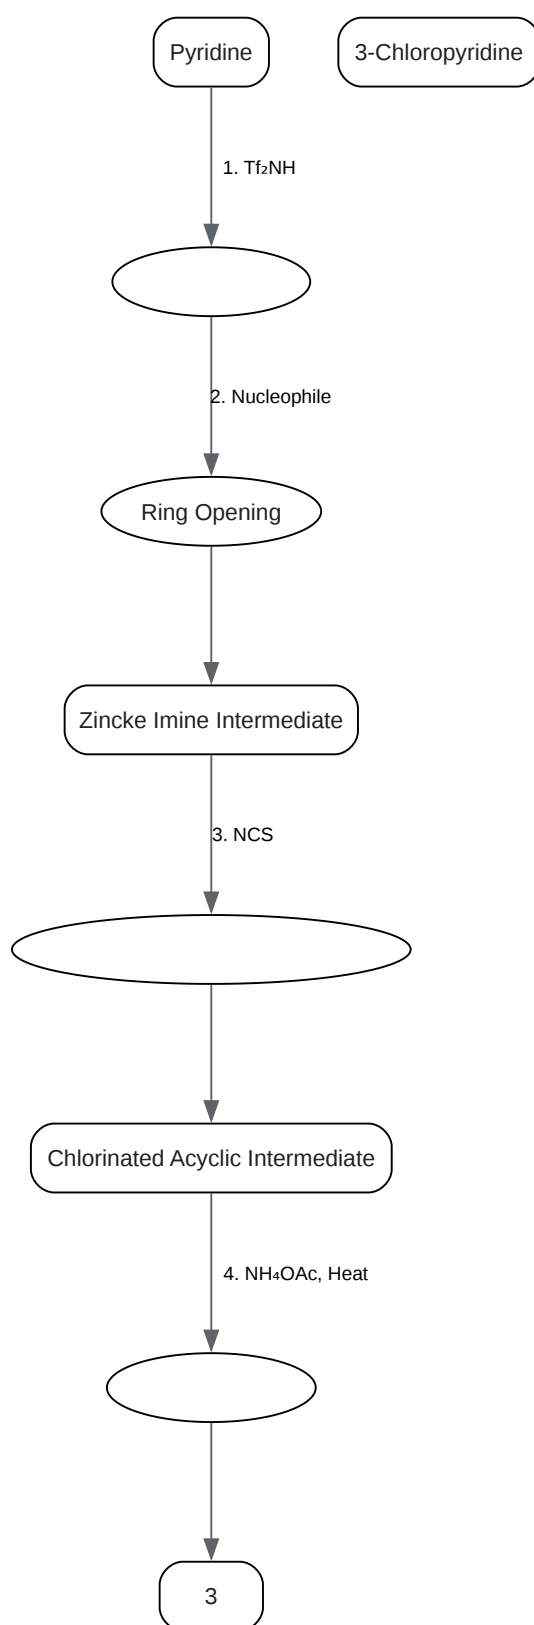 Pyridine
3-Chloropyridine
1. Tf₂NH
2. Nucleophile
Ring Opening
Zincke Imine Intermediate
3. NCS
Chlorinated Acyclic Intermediate
4. NH₄OAc, Heat
3